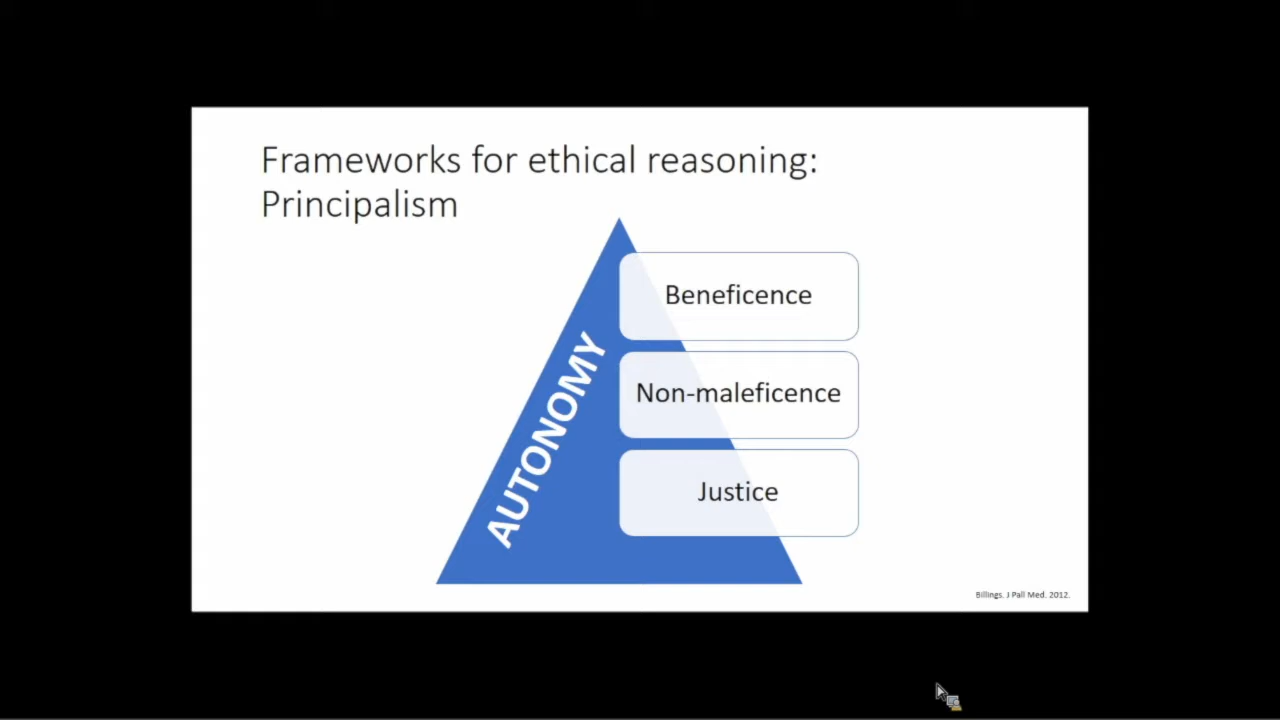 Frameworks for ethical reasoning:
Principalism
AUTONOMY
Beneficence
Non-maleficence
Justice
Billings. J Pall Med. 2012.